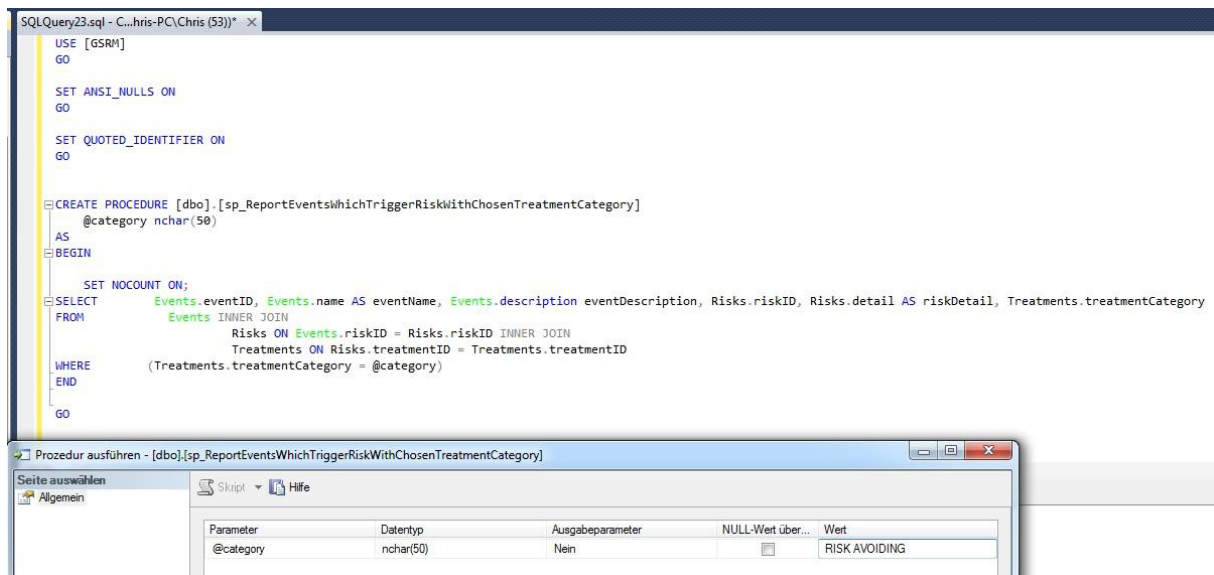 SQLQuery23.sql - C...hris-PC\Chris (53))*
USE [GSRM]
GO
SET ANSI_NULLS ON
GO
SET QUOTED_IDENTIFIER ON
GO
CREATE PROCEDURE [dbo].[sp_ReportEventsWhichTriggerRiskWithChosenTreatmentCategory]
@category nchar(50)
AS
BEGIN
SET NOCOUNT ON;
SELECT Events.eventID, Events.name AS eventName, Events.description eventDescription, Risks.riskID, Risks.detail AS riskDetail, Treatments.treatmentCategory
FROM Events INNER JOIN
Risks ON Events.riskID = Risks.riskID INNER JOIN
Treatments ON Risks.treatmentID = Treatments.treatmentID
WHERE (Treatments.treatmentCategory = @category)
END
GO
Prozedur ausführen - [dbo].[sp_ReportEventsWhichTriggerRiskWithChosenTreatmentCategory]
Seite auswählen
Allgemein
Skript Hilfe
Parameter Datentyp Ausgabeparameter NULL-Wert über... Wert
@category nchar(50) Nein RISK AVOIDING